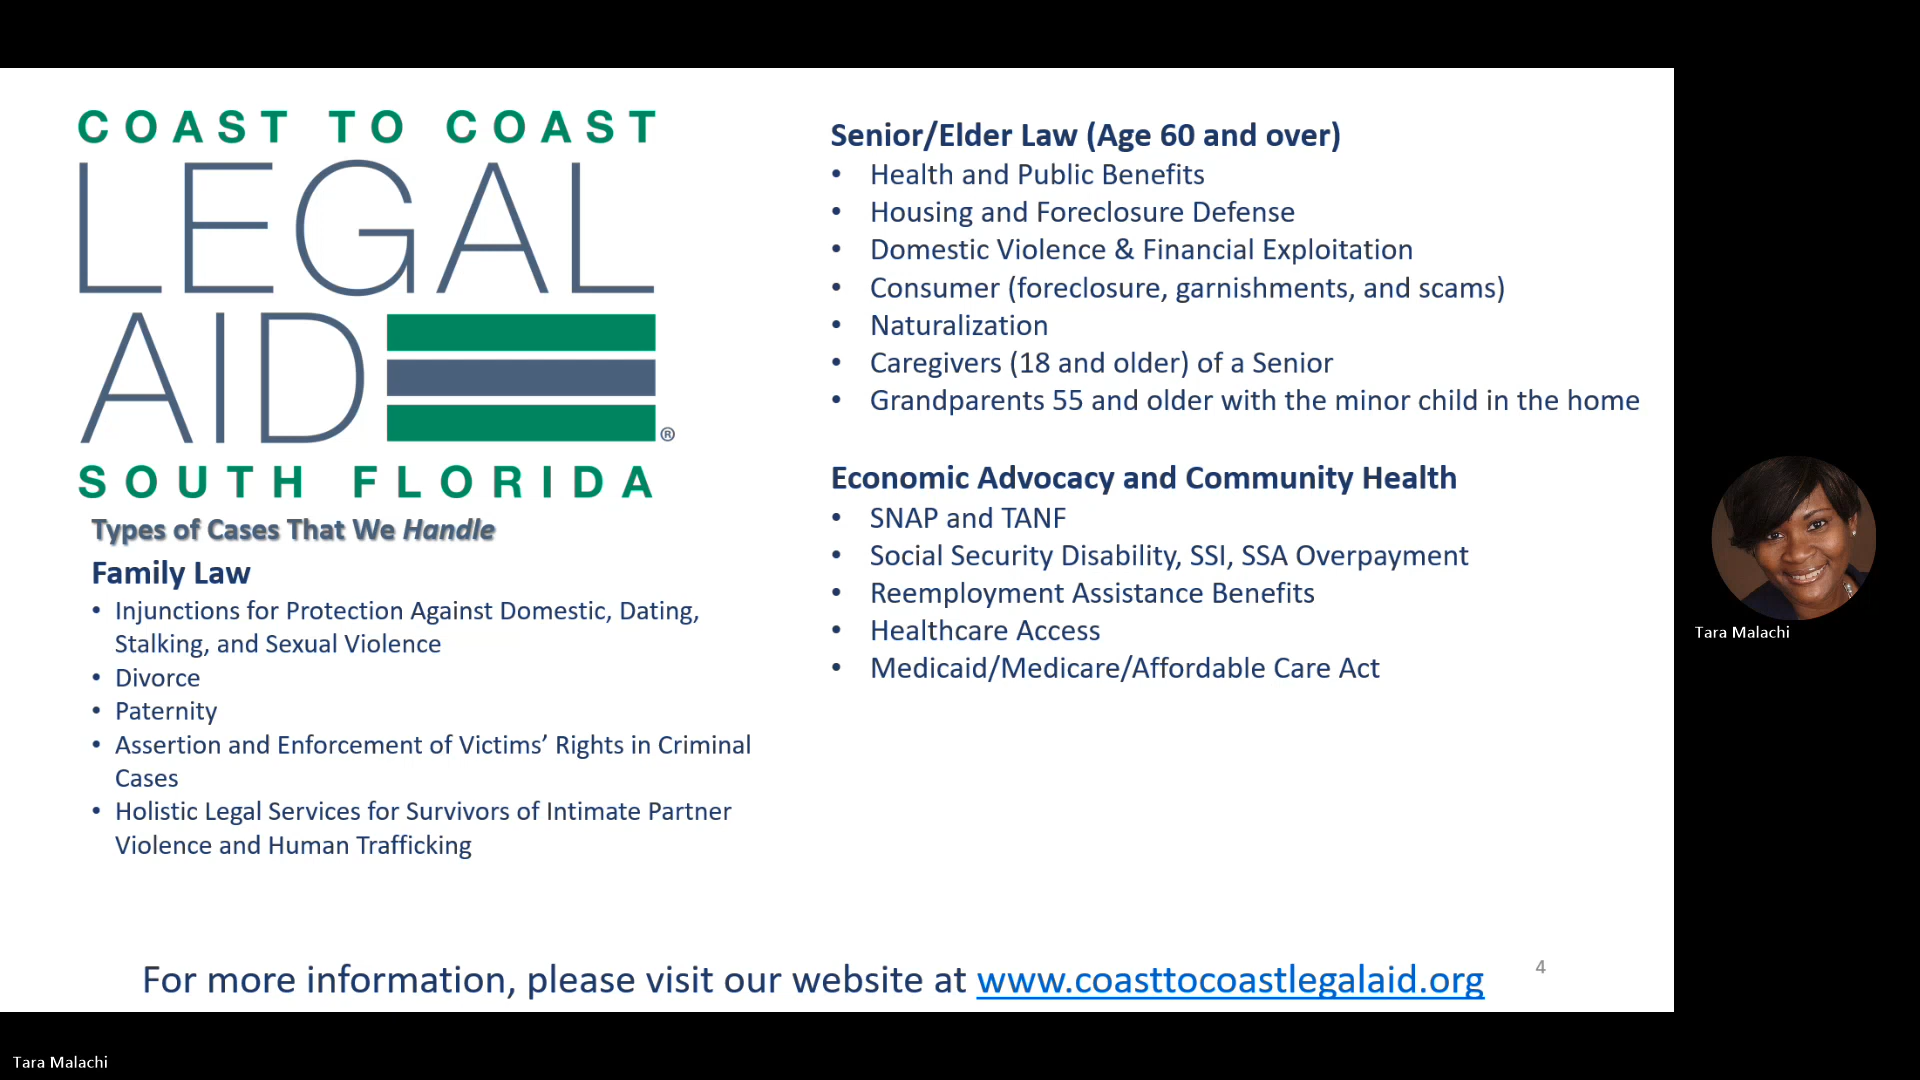 COAST TO COAST
LEGAL
AID
®
SOUTH FLORIDA
Types of Cases That We Handle
Family Law
• Injunctions for Protection Against Domestic, Dating,
Stalking, and Sexual Violence
• Divorce
• Paternity
• Assertion and Enforcement of Victims’ Rights in Criminal
Cases
• Holistic Legal Services for Survivors of Intimate Partner
Violence and Human Trafficking
Senior/Elder Law (Age 60 and over)
• Health and Public Benefits
• Housing and Foreclosure Defense
• Domestic Violence & Financial Exploitation
• Consumer (foreclosure, garnishments, and scams)
• Naturalization
• Caregivers (18 and older) of a Senior
• Grandparents 55 and older with the minor child in the home
Economic Advocacy and Community Health
• SNAP and TANF
• Social Security Disability, SSI, SSA Overpayment
• Reemployment Assistance Benefits
• Healthcare Access
• Medicaid/Medicare/Affordable Care Act
For more information, please visit our website at www.coasttocoastlegalaid.org
4
Tara Malachi
Tara Malachi